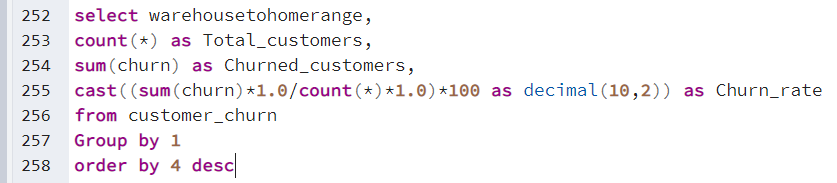 252 select warehousetohomerange,
253 count(*) as Total_customers,
254 sum(churn) as Churned_customers,
255 cast((sum(churn)*1.0/count(*)*1.0)*100 as decimal(10,2)) as Churn_rate
256 from customer_churn
257 Group by 1
258 order by 4 desc